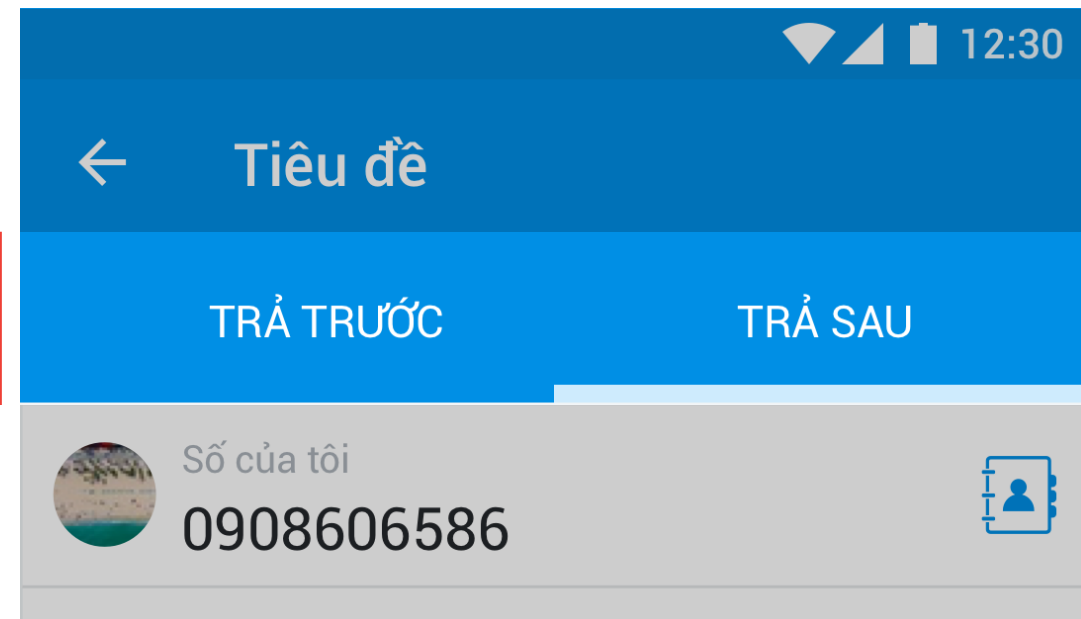 12:30
Tiêu đề
TRẢ TRƯỚC TRẢ SAU
Số của tôi
0908606586